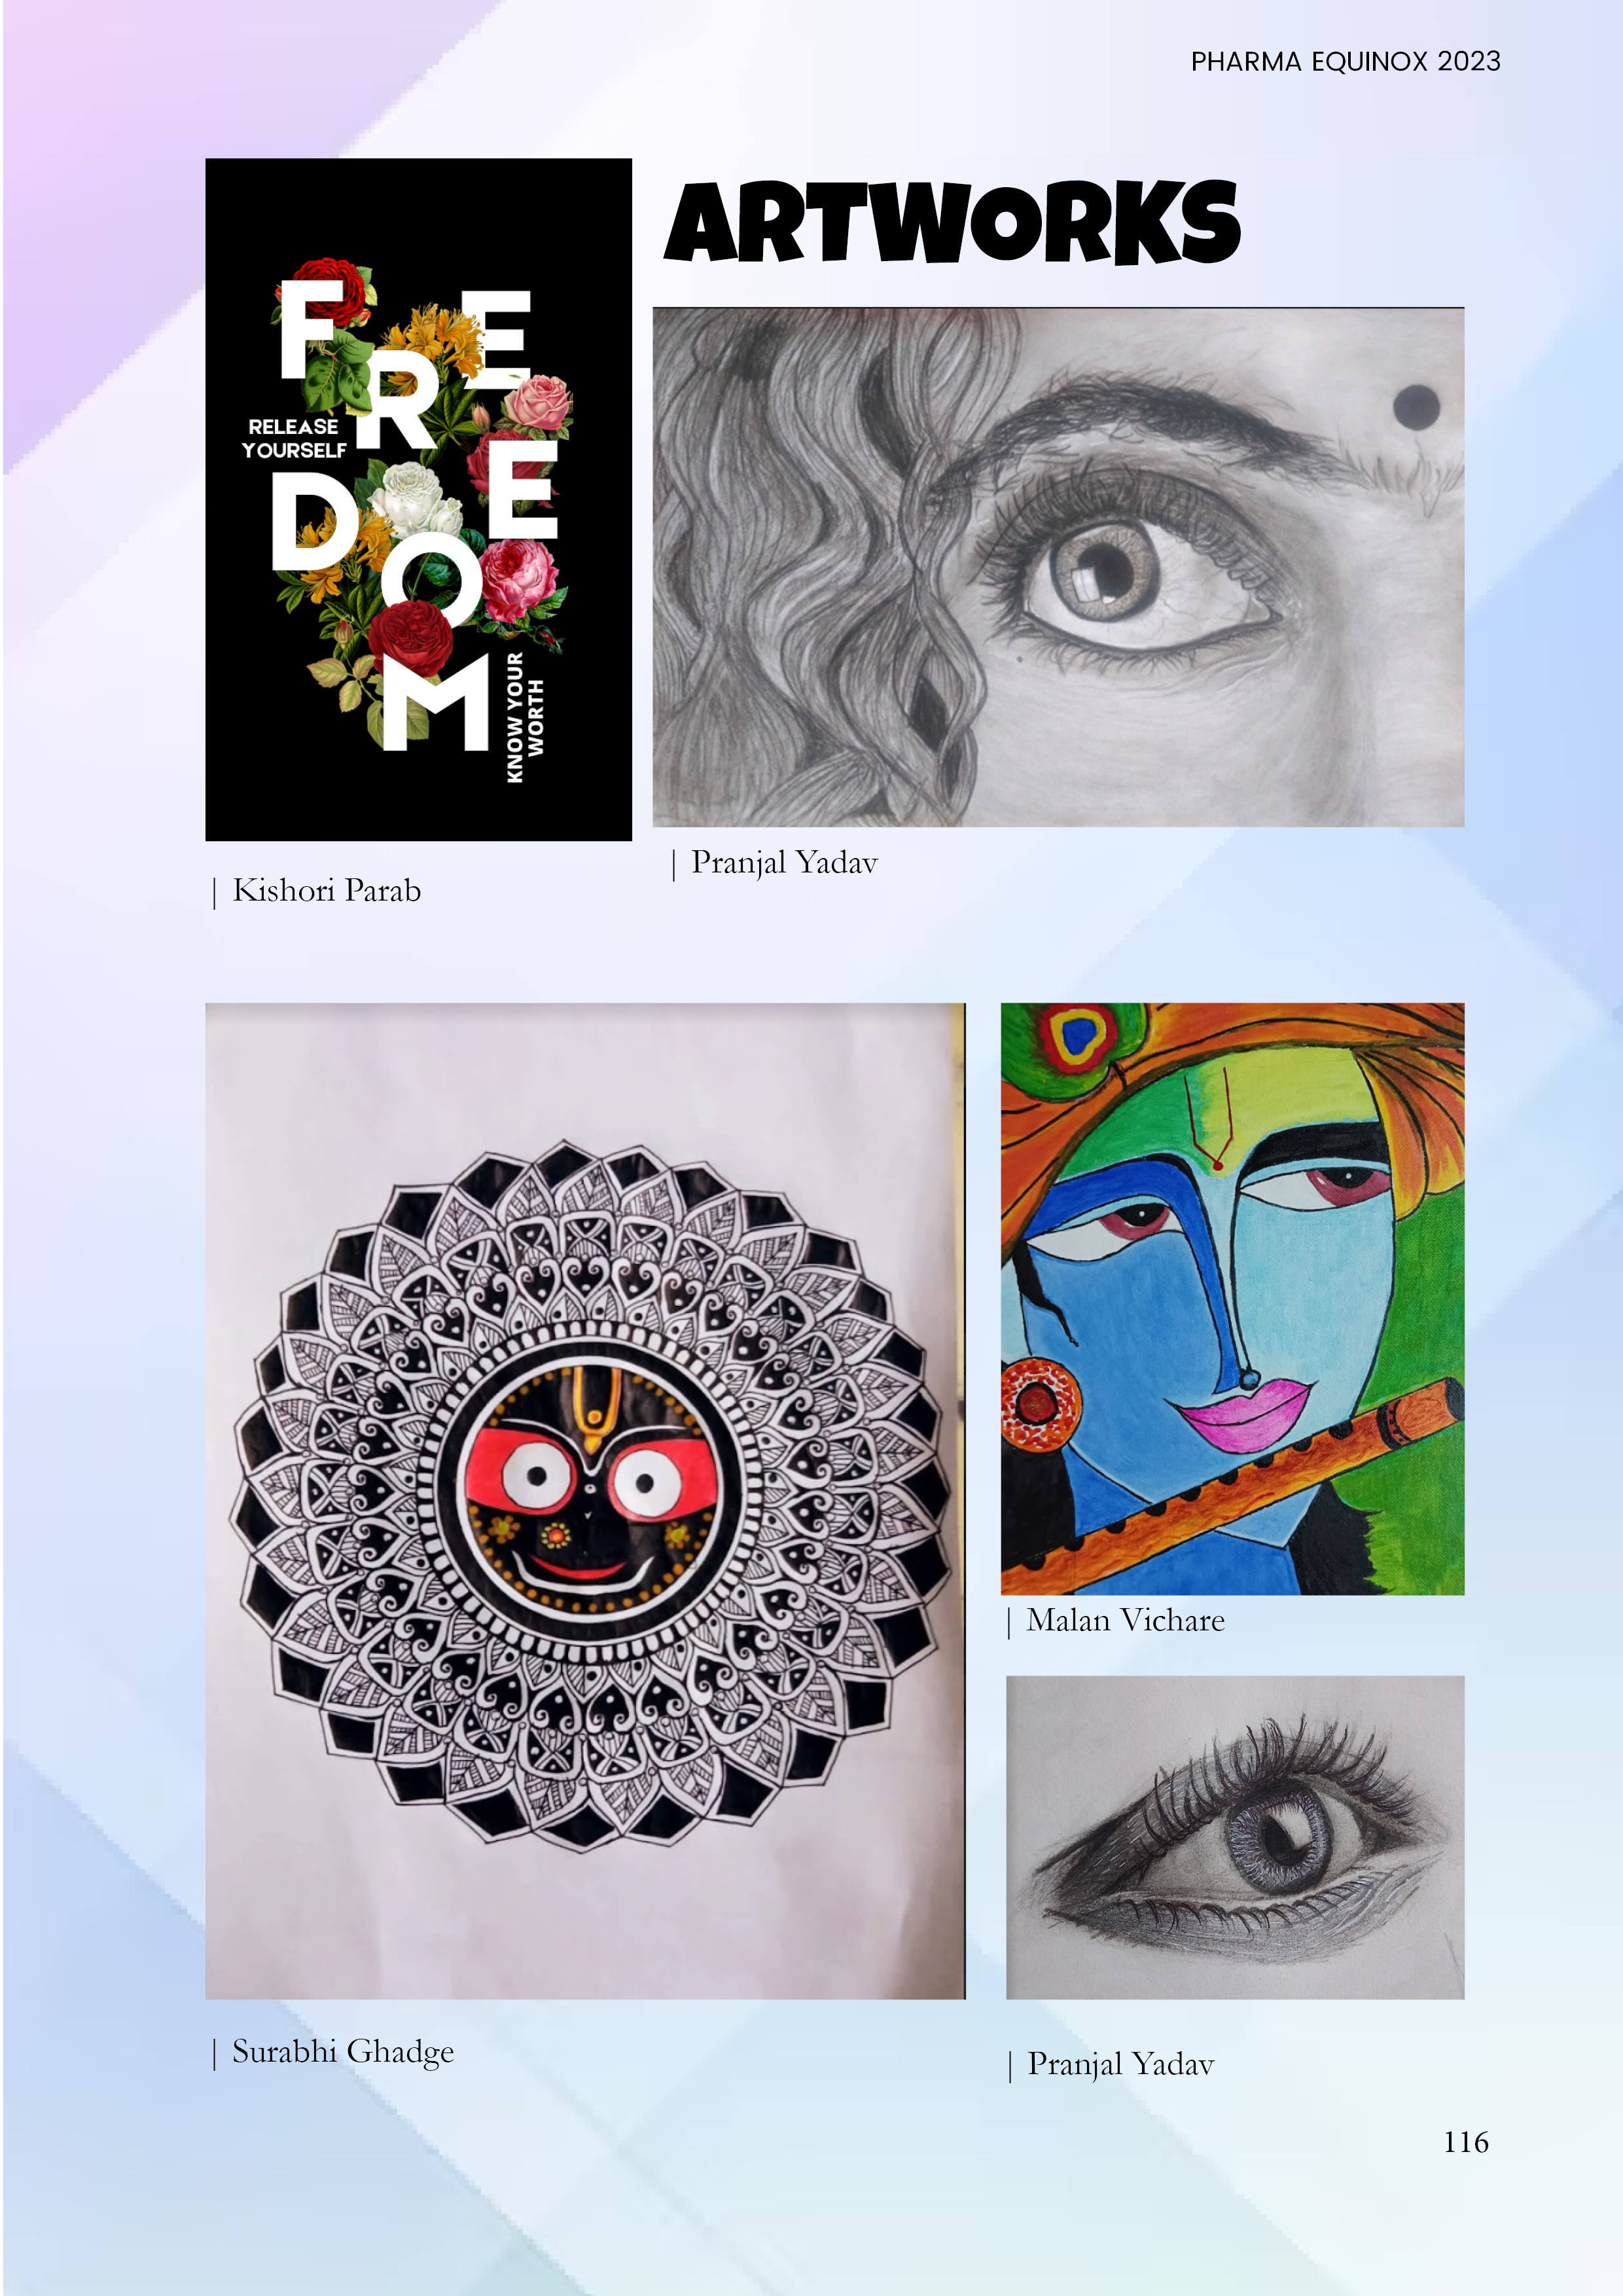 PHARMA EQUINOX 2023
ARTWORKS
FREEDOM
RELEASE
YOURSELF
KNOW YOUR
WORTH
| Kishori Parab
| Pranjal Yadav
| Surabhi Ghadge
| Malan Vichare
| Pranjal Yadav
116